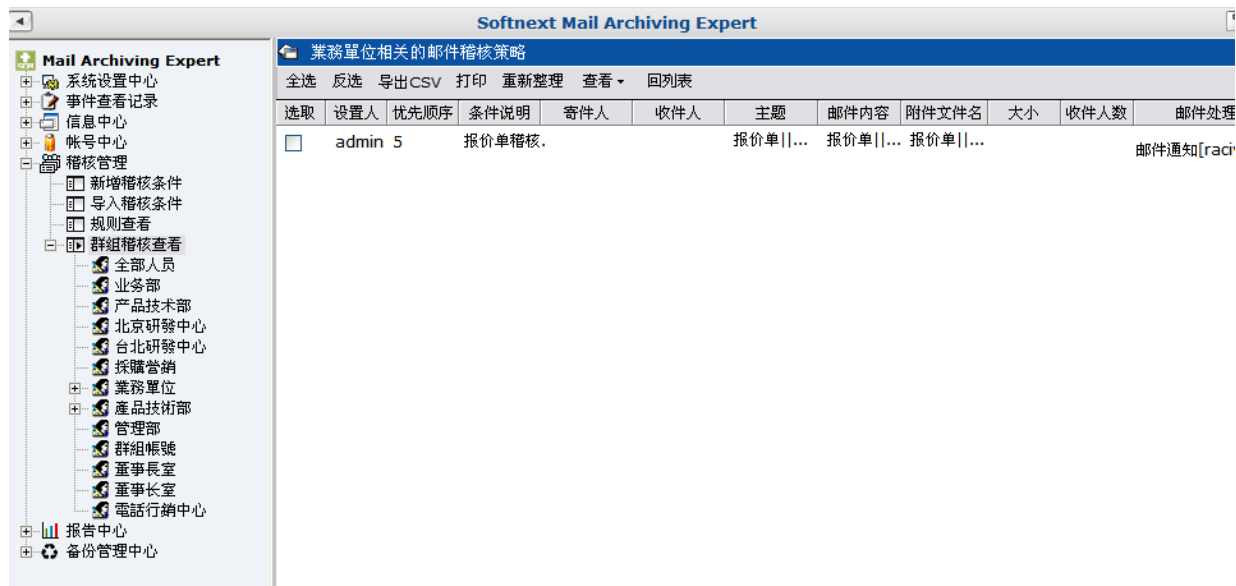 Softnext Mail Archiving Expert
Mail Archiving Expert
系统设置中心
事件查看记录
信息中心
帐号中心
稽核管理
新增稽核条件
导入稽核条件
规则查看
群组稽核查看
全部人员
业务部
产品技术部
北京研發中心
台北研發中心
採購營銷
業務單位
產品技術部
管理部
群組帳號
董事長室
董事长室
電話行銷中心
报告中心
备份管理中心
業務單位相关的邮件稽核策略
全选 反选 导出CSV 打印 重新整理 查看 回列表
选取 设置人 优先顺序 条件说明 寄件人 收件人 主题 邮件内容 附件文件名 大小 收件人数 邮件处理
admin 5 报价单稽核. 报价单||... 报价单||... 报价单||...
邮件通知[raci